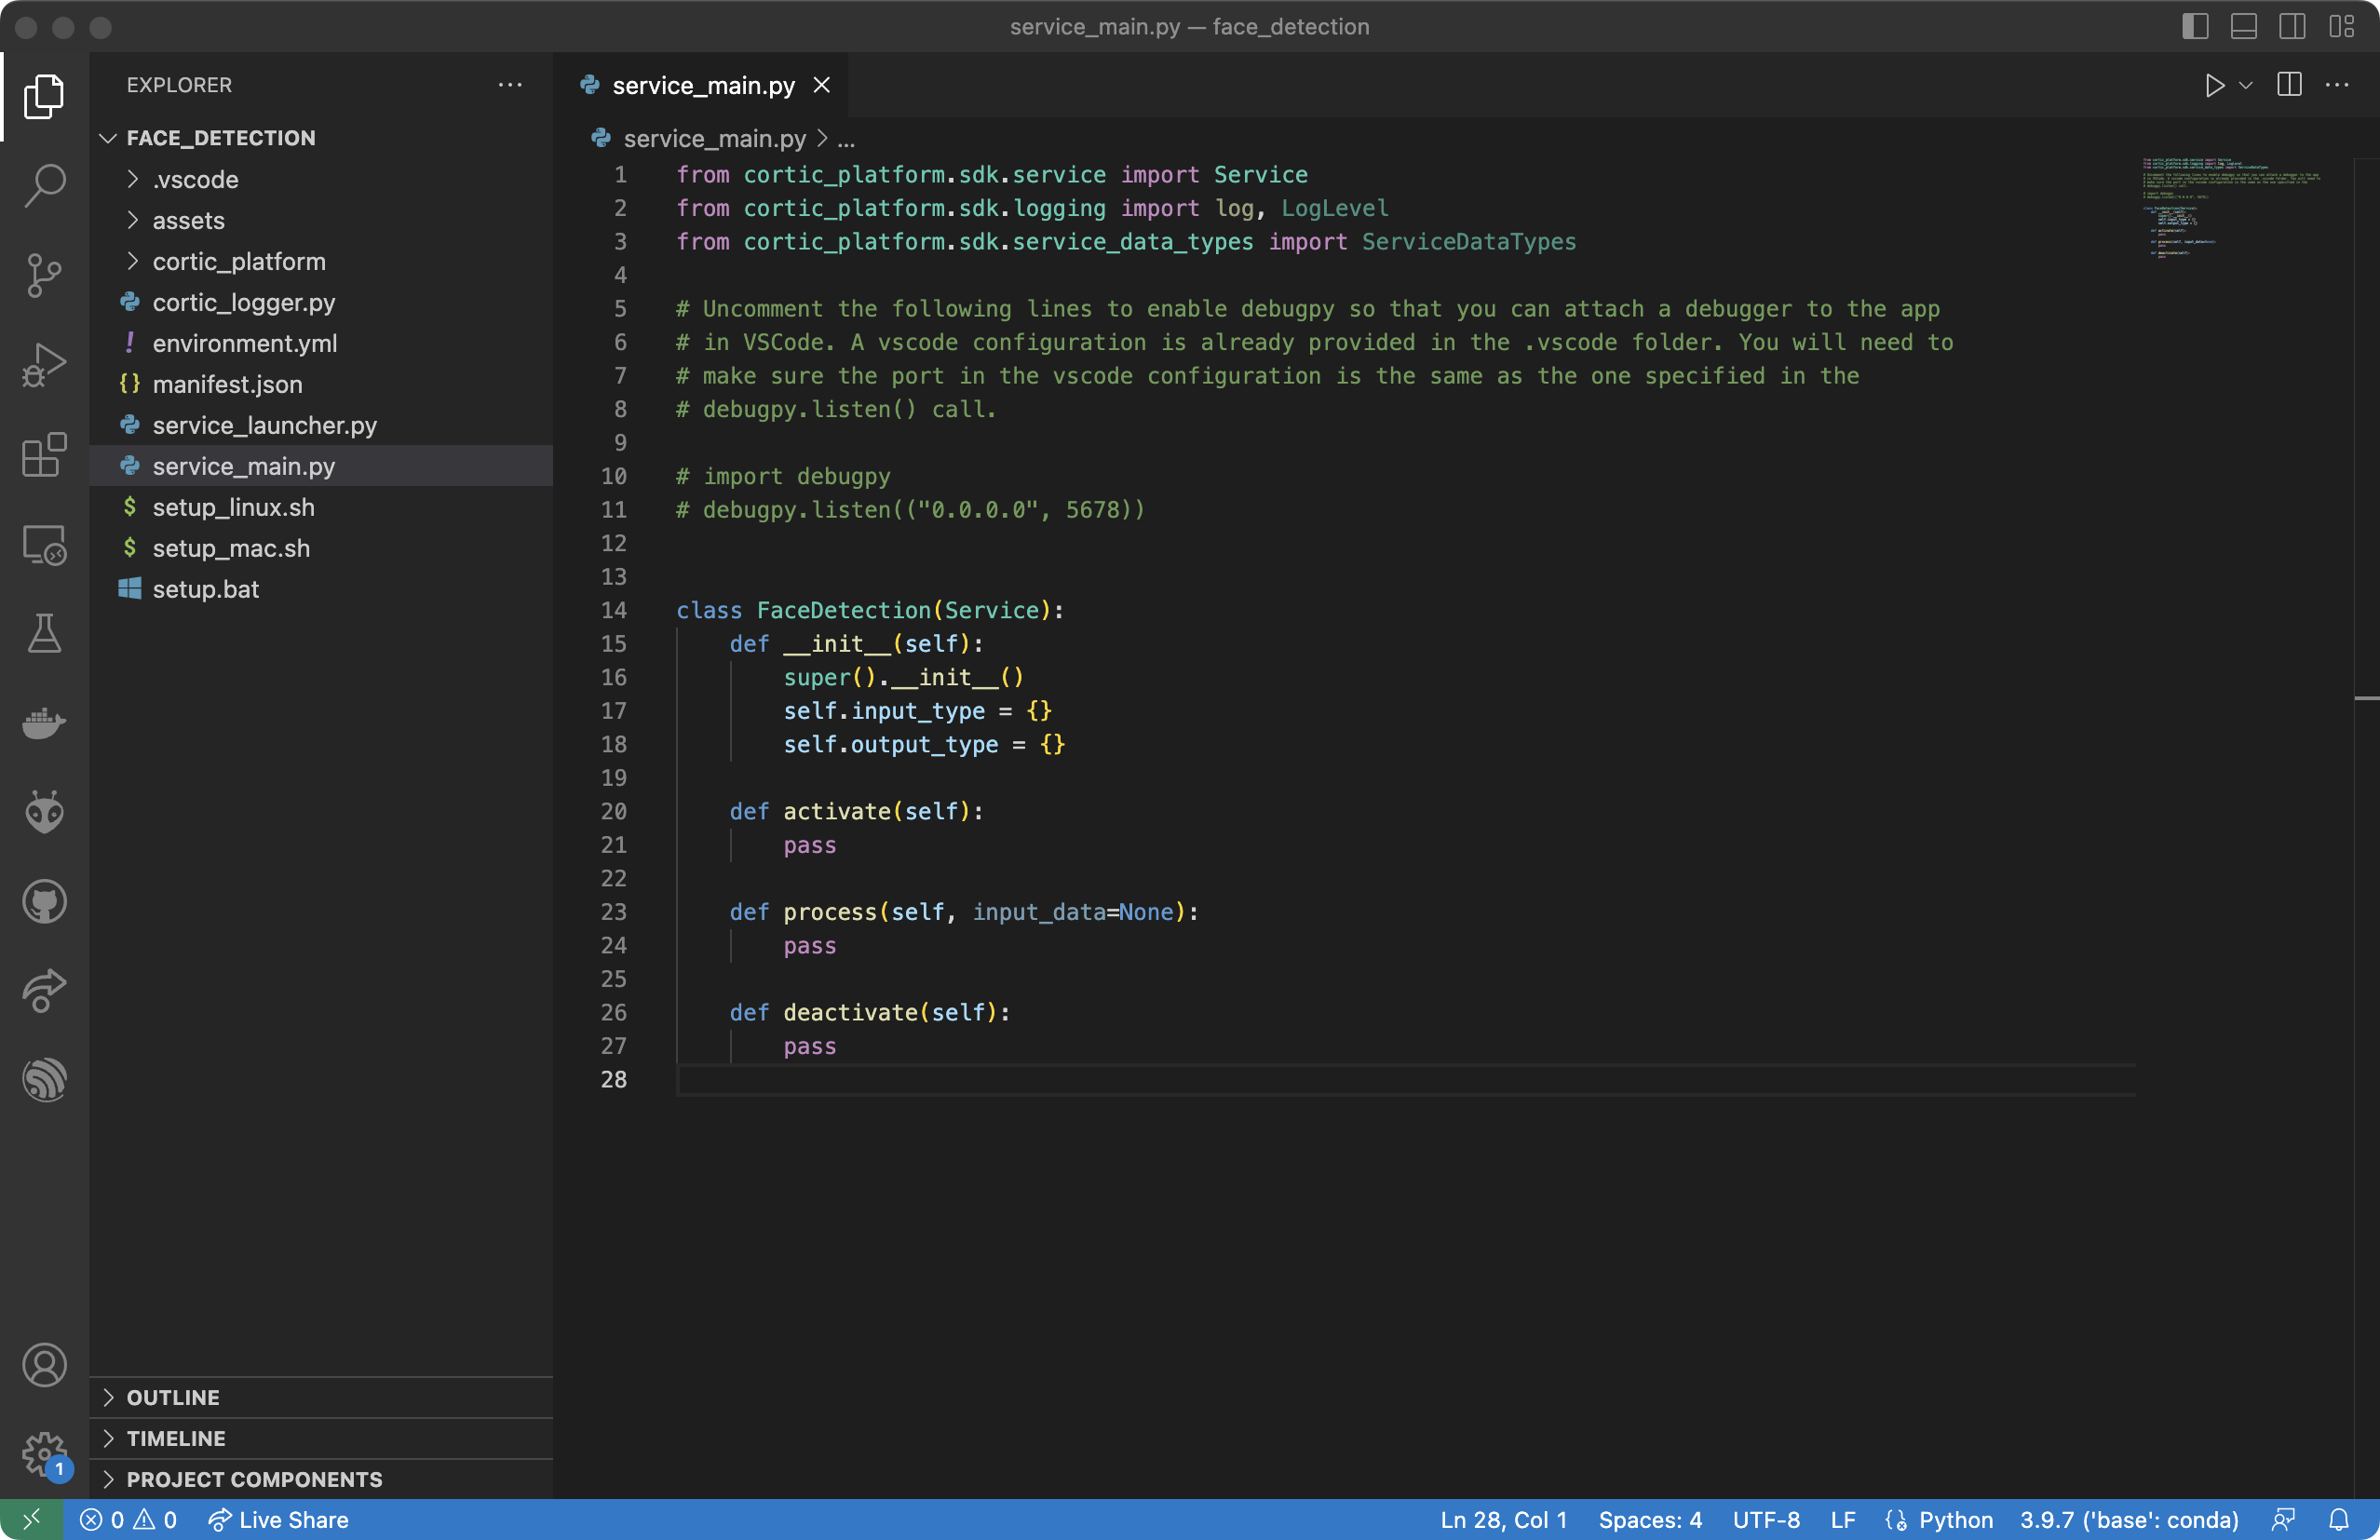 service_main.py — face_detection
EXPLORER
FACE_DETECTION
.vscode
assets
cortic_platform
cortic_logger.py
! environment.yml
{} manifest.json
service_launcher.py
service_main.py
$ setup_linux.sh
$ setup_mac.sh
setup.bat
OUTLINE
TIMELINE
PROJECT COMPONENTS
service_main.py
service_main.py > ...
1 from cortic_platform.sdk.service import Service
2 from cortic_platform.sdk.logging import log, LogLevel
3 from cortic_platform.sdk.service_data_types import ServiceDataTypes
4
5 # Uncomment the following lines to enable debugpy so that you can attach a debugger to the app
6 # in VSCode. A vscode configuration is already provided in the .vscode folder. You will need to
7 # make sure the port in the vscode configuration is the same as the one specified in the
8 # debugpy.listen() call.
9
10 # import debugpy
11 # debugpy.listen(("0.0.0.0", 5678))
12
13
14 class FaceDetection(Service):
15     def __init__(self):
16         super().__init__()
17         self.input_type = {}
18         self.output_type = {}
19
20     def activate(self):
21         pass
22
23     def process(self, input_data=None):
24         pass
25
26     def deactivate(self):
27         pass
28
1
0 0 Live Share
Ln 28, Col 1 Spaces: 4 UTF-8 LF Python 3.9.7 ('base': conda)